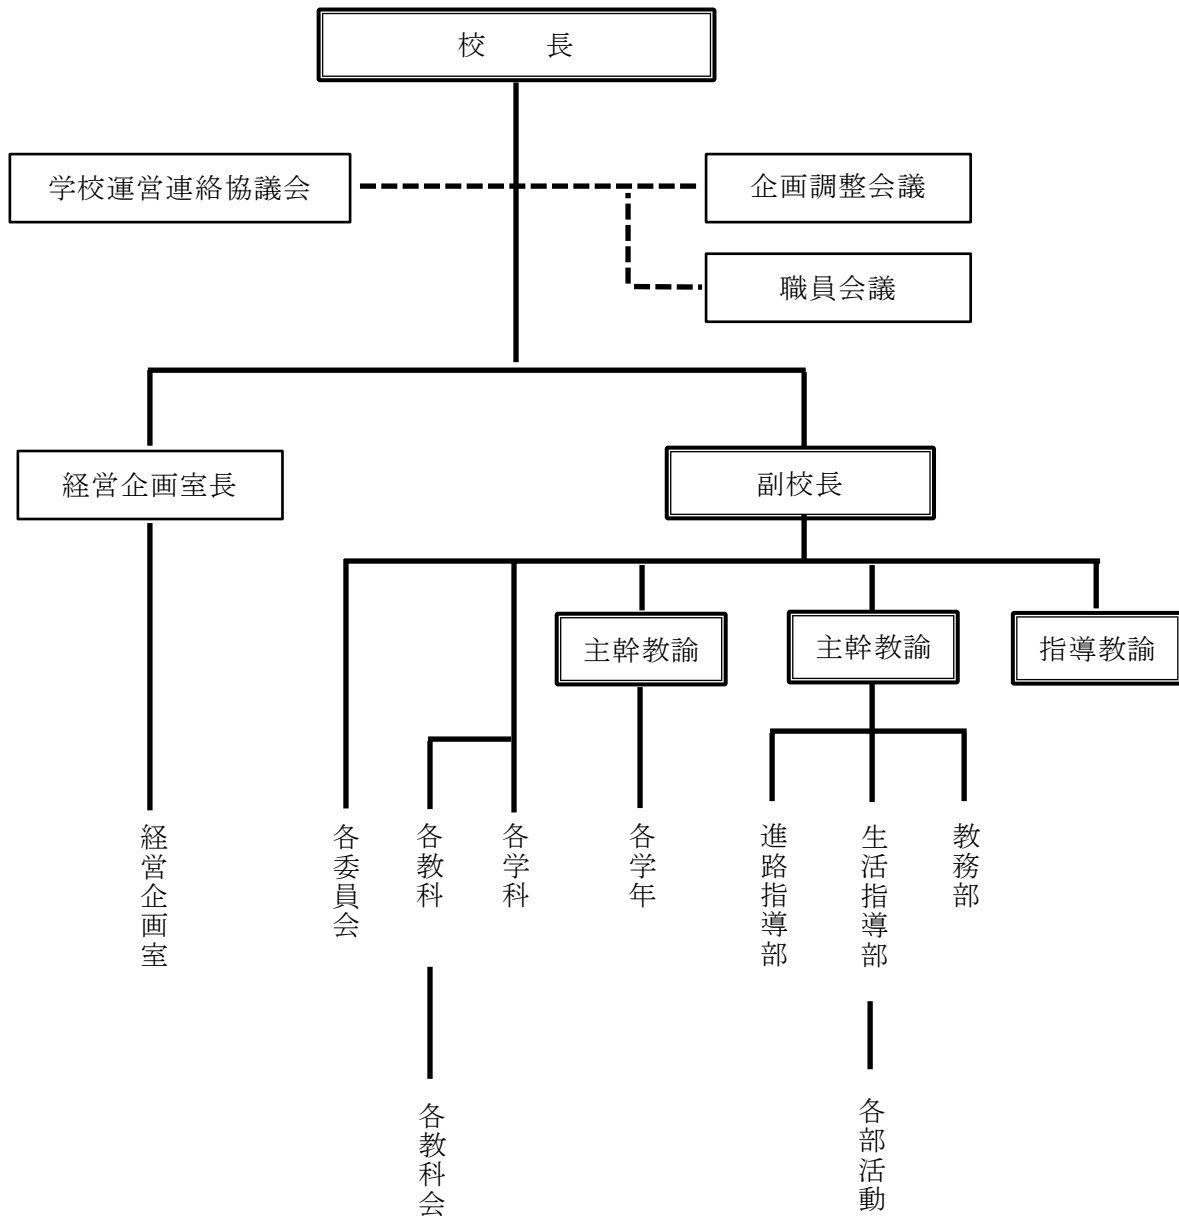 校　　長
学校運営連絡協議会
企画調整会議
職員会議
経営企画室長
副校長
主幹教諭
主幹教諭
指導教諭
経営企画室
各委員会
各教科
各学科
各学年
進路指導部
生活指導部
教務部
各教科会
各部活動